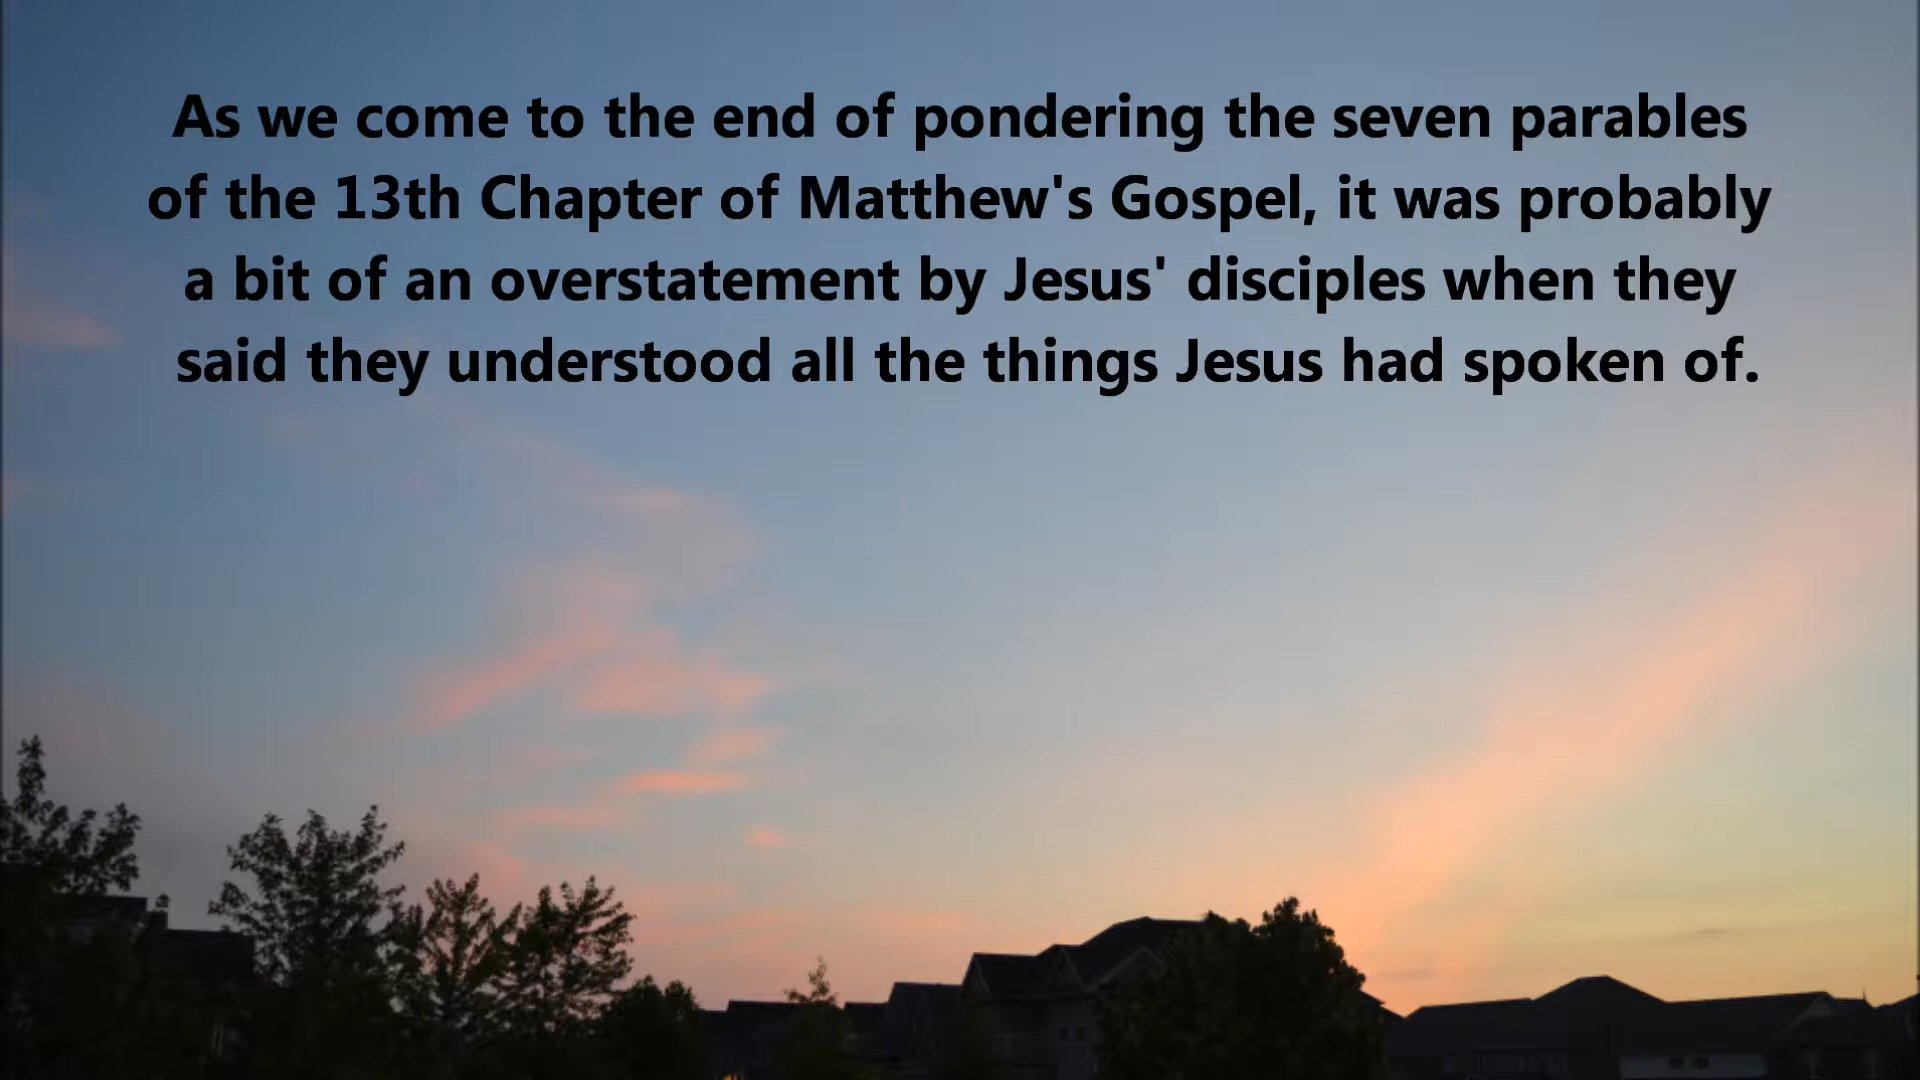 As we come to the end of pondering the seven parables
of the 13th Chapter of Matthew's Gospel, it was probably
a bit of an overstatement by Jesus' disciples when they
said they understood all the things Jesus had spoken of.